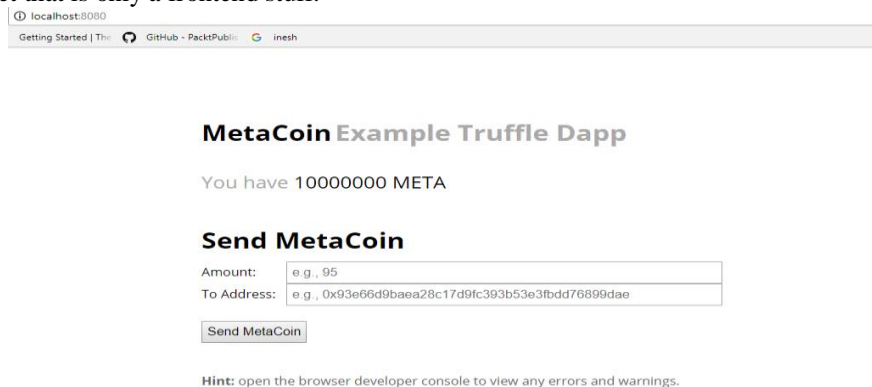 localhost:8080
Getting Started | The GitHub - PacktPublis G inesh
MetaCoin Example Truffle Dapp
You have 10000000 META
Send MetaCoin
Amount: e.g., 95
To Address: e.g., 0x93e66d9baea28c17d9fc393b53e3fbdd76899dae
Send MetaCoin
Hint: open the browser developer console to view any errors and warnings.